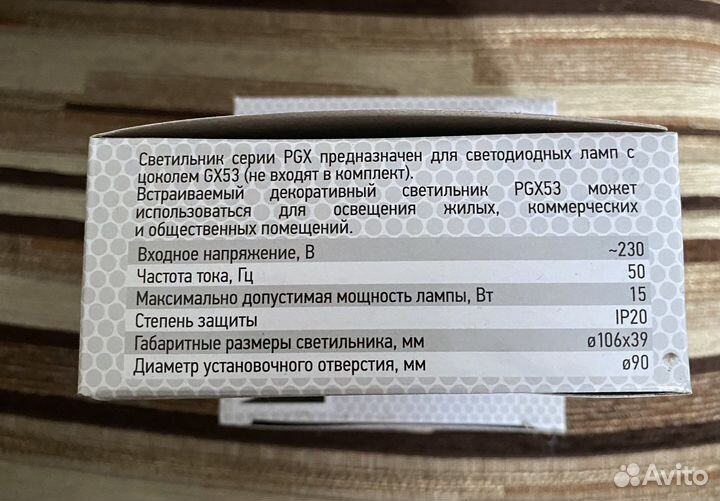 Светильник серии PGX предназначен для светодиодных ламп с
цоколем GX53 (не входят в комплект).
Встраиваемый декоративный светильник PGX53 может
использоваться для освещения жилых, коммерческих
и общественных помещений.
Входное напряжение, В ~230
Частота тока, Гц 50
Максимально допустимая мощность лампы, Вт 15
Степень защиты IP20
Габаритные размеры светильника, мм ø106x39
Диаметр установочного отверстия, мм ø90
Avito